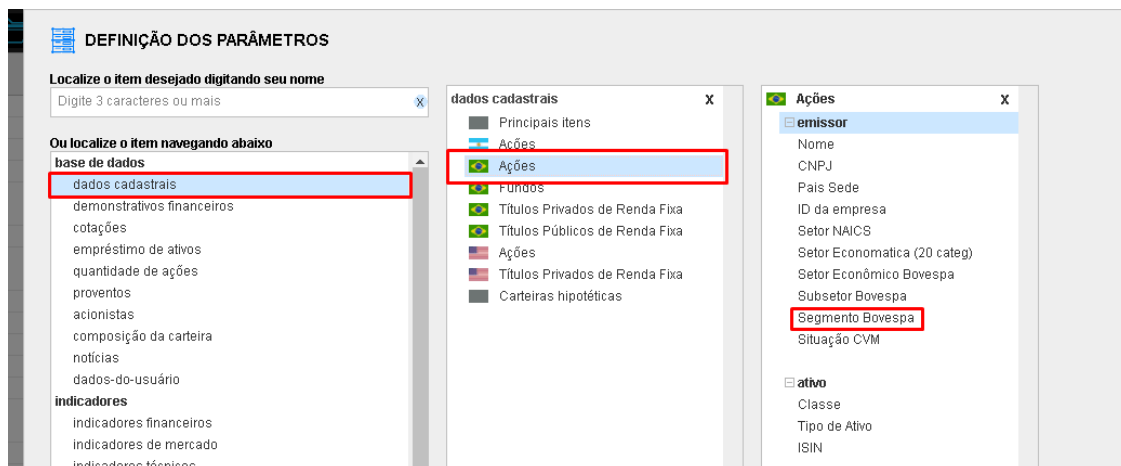 DEFINIÇÃO DOS PARÂMETROS
Localize o item desejado digitando seu nome
Digite 3 caracteres ou mais X
Ou localize o item navegando abaixo
base de dados
dados cadastrais
demonstrativos financeiros
cotações
empréstimo de ativos
quantidade de ações
proventos
acionistas
composição da carteira
notícias
dados-do-usuário
indicadores
indicadores financeiros
indicadores de mercado
indicadores técnicos
dados cadastrais X
Principais itens
Ações
Ações
Fundos
Títulos Privados de Renda Fixa
Títulos Públicos de Renda Fixa
Ações
Títulos Privados de Renda Fixa
Carteiras hipotéticas
Ações X
emissor
Nome
CNPJ
Pais Sede
ID da empresa
Setor NAICS
Setor Economatica (20 categ)
Setor Econômico Bovespa
Subsetor Bovespa
Segmento Bovespa
Situação CVM
ativo
Classe
Tipo de Ativo
ISIN